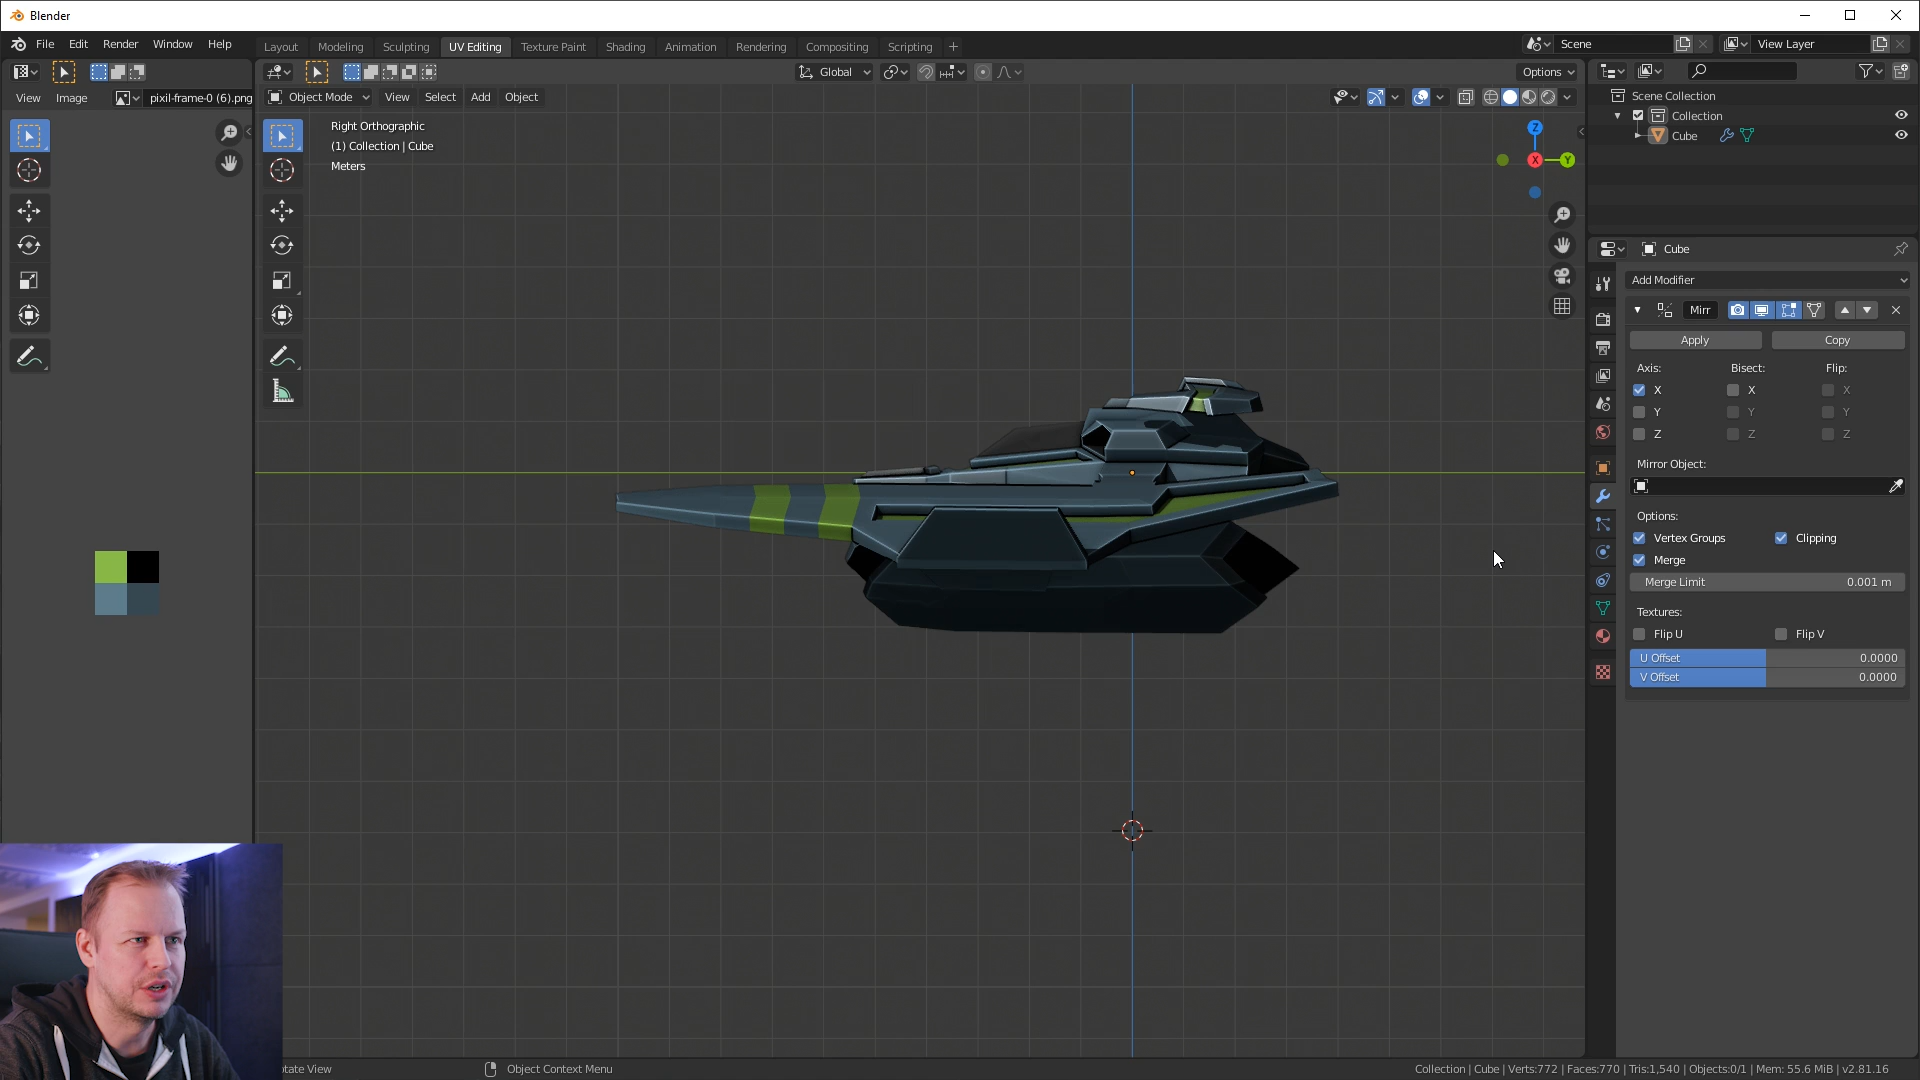 Blender
File Edit Render Window Help
Layout Modeling Sculpting UV Editing Texture Paint Shading Animation Rendering Compositing Scripting
Scene
View Layer
Global
Options
View Image pixil-frame-0 (6).png
Object Mode View Select Add Object
Right Orthographic
(1) Collection | Cube
Meters
Z
X
Y
Scene Collection
Collection
Cube
Cube
Add Modifier
Mirr
Apply Copy
Axis: Bisect: Flip:
X X X
Y Y Y
Z Z Z
Mirror Object:
Options:
Vertex Groups Clipping
Merge
Merge Limit 0.001 m
Textures:
Flip U Flip V
U Offset 0.0000
V Offset 0.0000
tate View
Object Context Menu
Collection | Cube | Verts:772 | Faces:770 | Tris:1,540 | Objects:0/1 | Mem: 55.6 MiB | v2.81.16